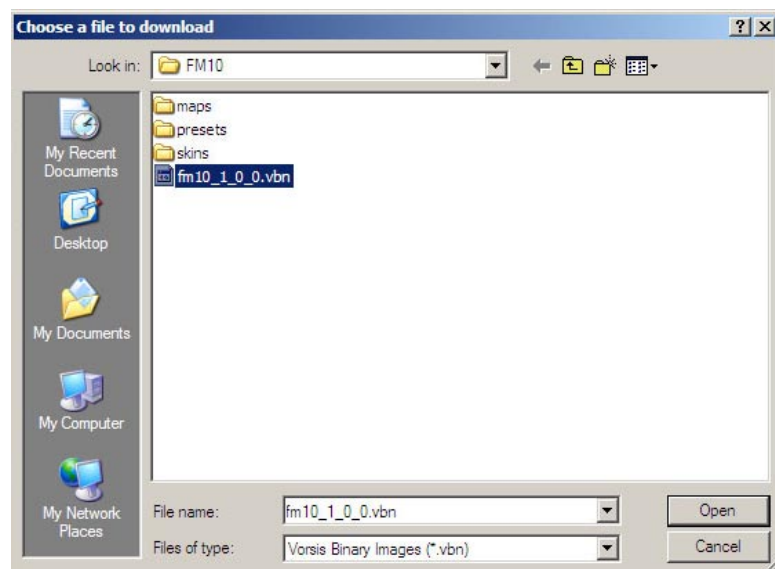 Choose a file to download
Look in:
FM10
My Recent
Documents
Desktop
My Documents
My Computer
My Network
Places
maps
presets
skins
fm10_1_0_0.vbn
File name:
fm10_1_0_0.vbn
Open
Files of type:
Vorsis Binary Images (*.vbn)
Cancel